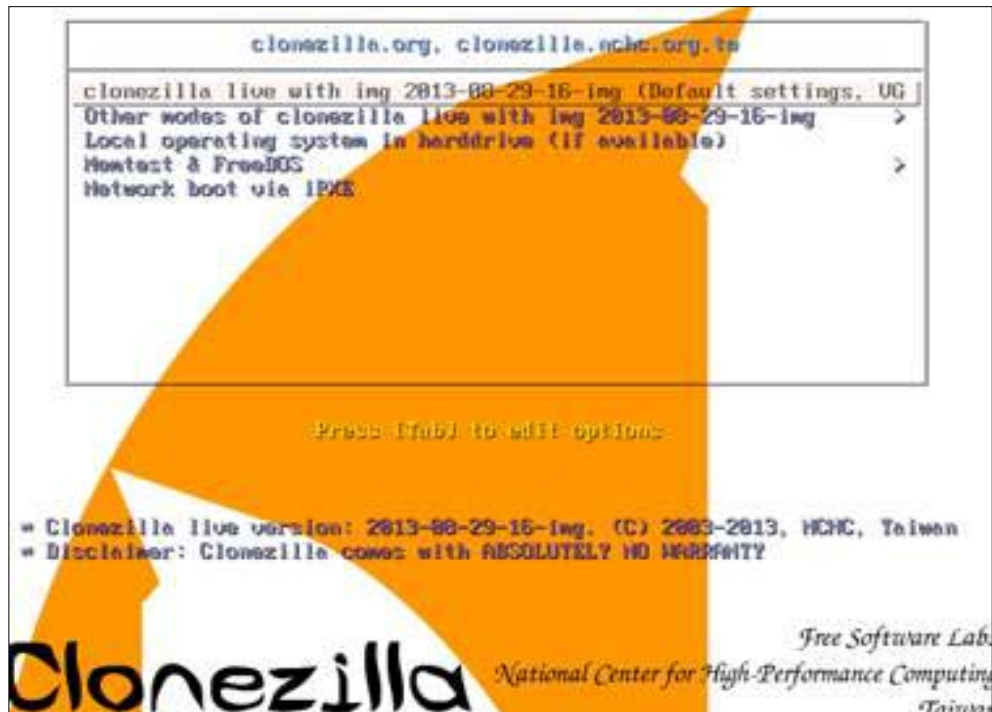 clonezilla.org, clonezilla.nchc.org.tw
clonezilla live with img 2013-08-29-16-img (Default settings, VG
Other modes of clonezilla live with img 2013-08-29-16-img >
Local operating system in harddrive (if available)
Memtest & FreeDOS >
Network boot via iPXE
Press [Tab] to edit options
* Clonezilla live version: 2013-08-29-16-img. (C) 2003-2013, NCHC, Taiwan
* Disclaimer: Clonezilla comes with ABSOLUTELY NO WARRANTY
Free Software Labs
Clonezilla
National Center for High-Performance Computing
Taiwan